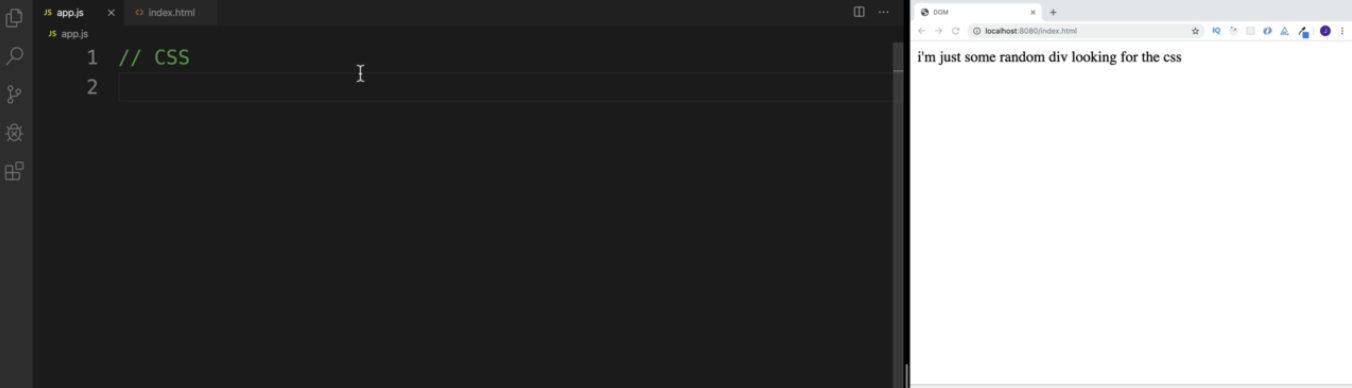 JS app.js × <> index.html
JS app.js
1 // CSS
2
DOM × +
localhost:8080/index.html IQ J
i'm just some random div looking for the css